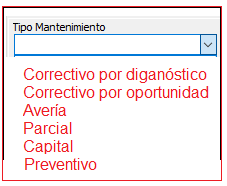 Tipo Mantenimiento
Correctivo por diganóstico
Correctivo por oportunidad
Avería
Parcial
Capital
Preventivo